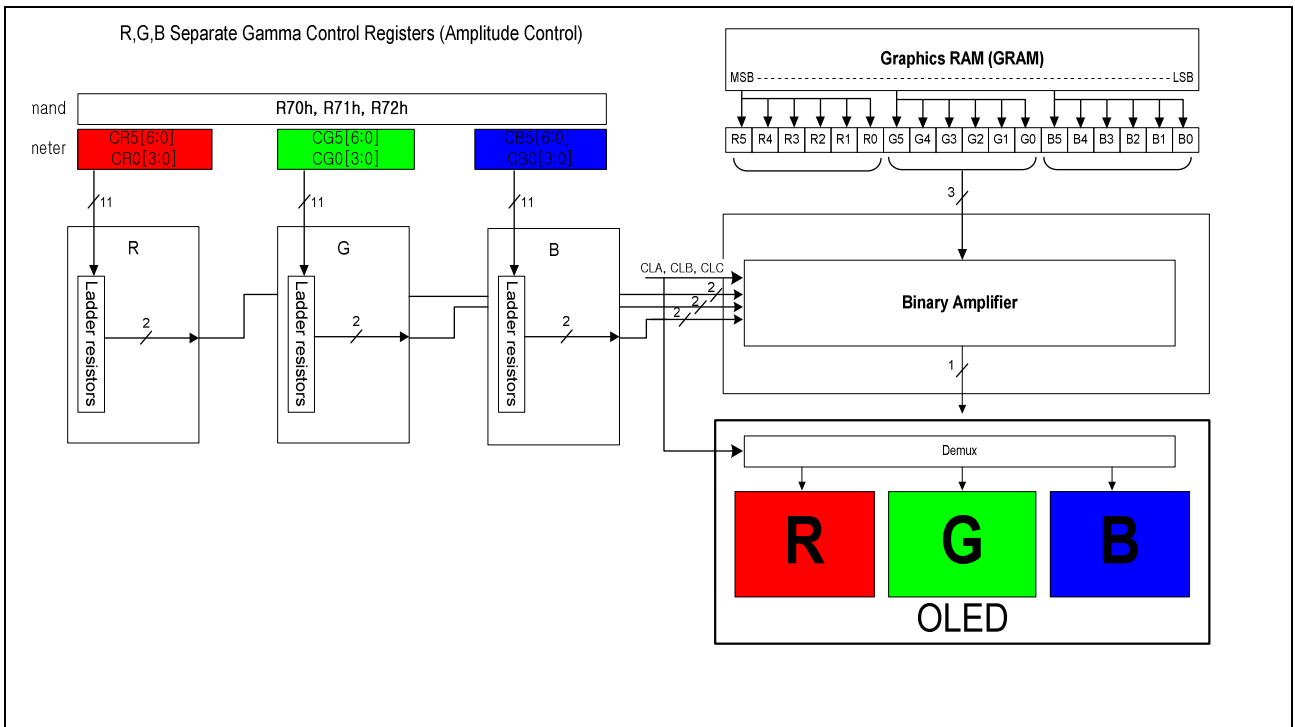 R,G,B Separate Gamma Control Registers (Amplitude Control)
mand
R70h, R71h, R72h
neter
CR5[6:0]
CR0[3:0]
CG5[6:0]
CG0[3:0]
CB5[6:0]
CB0[3:0]
11
11
11
R
G
B
Ladder resistors
Ladder resistors
Ladder resistors
2
2
2
Graphics RAM (GRAM)
MSB
LSB
R5 R4 R3 R2 R1 R0 G5 G4 G3 G2 G1 G0 B5 B4 B3 B2 B1 B0
3
CLA, CLB, CLC
2
2
2
Binary Amplifier
1
Demux
R
G
B
OLED